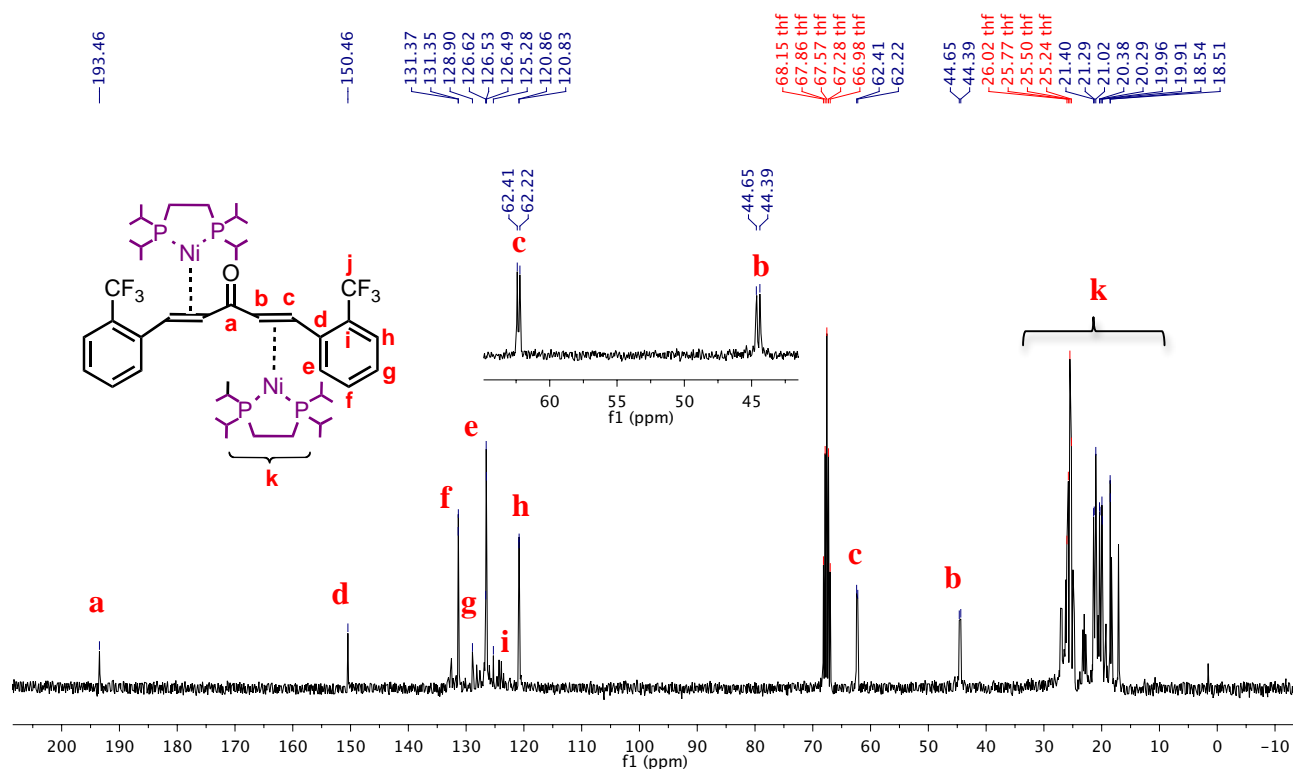 193.46
150.46
131.37
131.35
128.90
126.62
126.53
126.49
125.28
120.86
120.83
68.15 thf
67.86 thf
67.57 thf
67.28 thf
66.98 thf
62.41
62.22
44.65
44.39
26.02 thf
25.77 thf
25.50 thf
25.24 thf
21.40
21.29
21.02
20.38
20.29
19.96
19.91
18.54
18.51
62.41
62.22
44.65
44.39
c
b
k
60 55 50 45
f1 (ppm)
P P
Ni
O
j
CF3 CF3
b c
a
d
i
h
e
g
f
Ni
P P
k
e
f
h
g
i
c
b
d
a
200 190 180 170 160 150 140 130 120 110 100 90 80 70 60 50 40 30 20 10 0 -10
f1 (ppm)